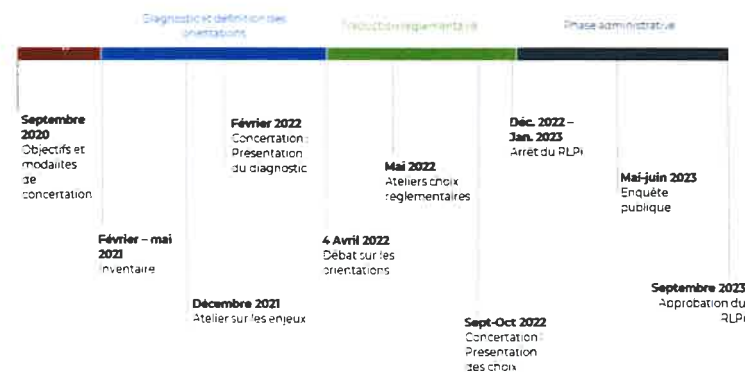 Diagnostic et définition des
orientations
Traduction réglementaire
Phase administrative
Septembre
2020
Objectifs et
modalités
de
concertation
Février – mai
2021
Inventaire
Décembre 2021
Atelier sur les enjeux
Février 2022
Concertation :
Présentation
du diagnostic
4 Avril 2022
Débat sur les
orientations
Mai 2022
Ateliers choix
réglementaires
Sept-Oct 2022
Concertation :
Présentation
des choix
Déc. 2022 –
Jan. 2023
Arrêt du RLPi
Mai-juin 2023
Enquête
publique
Septembre 2023
Approbation du
RLPi